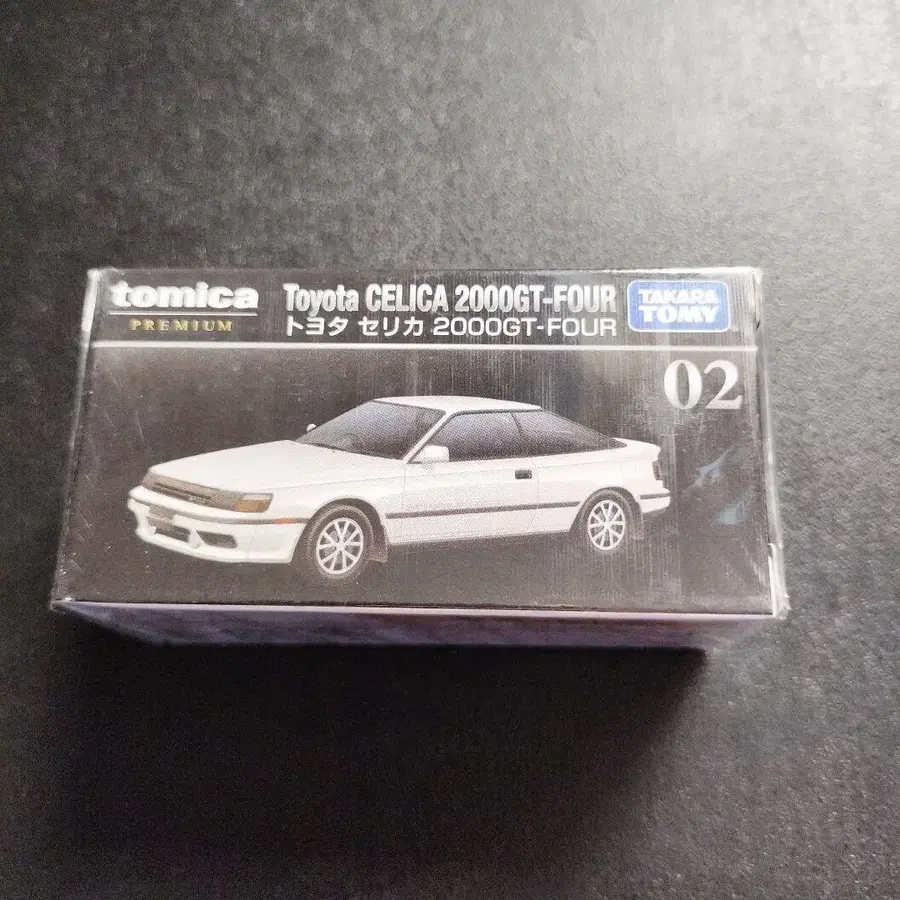 tomica
PREMIUM
Toyota CELICA 2000GT-FOUR
トヨタ セリカ 2000GT-FOUR
TAKARA
TOMY
02